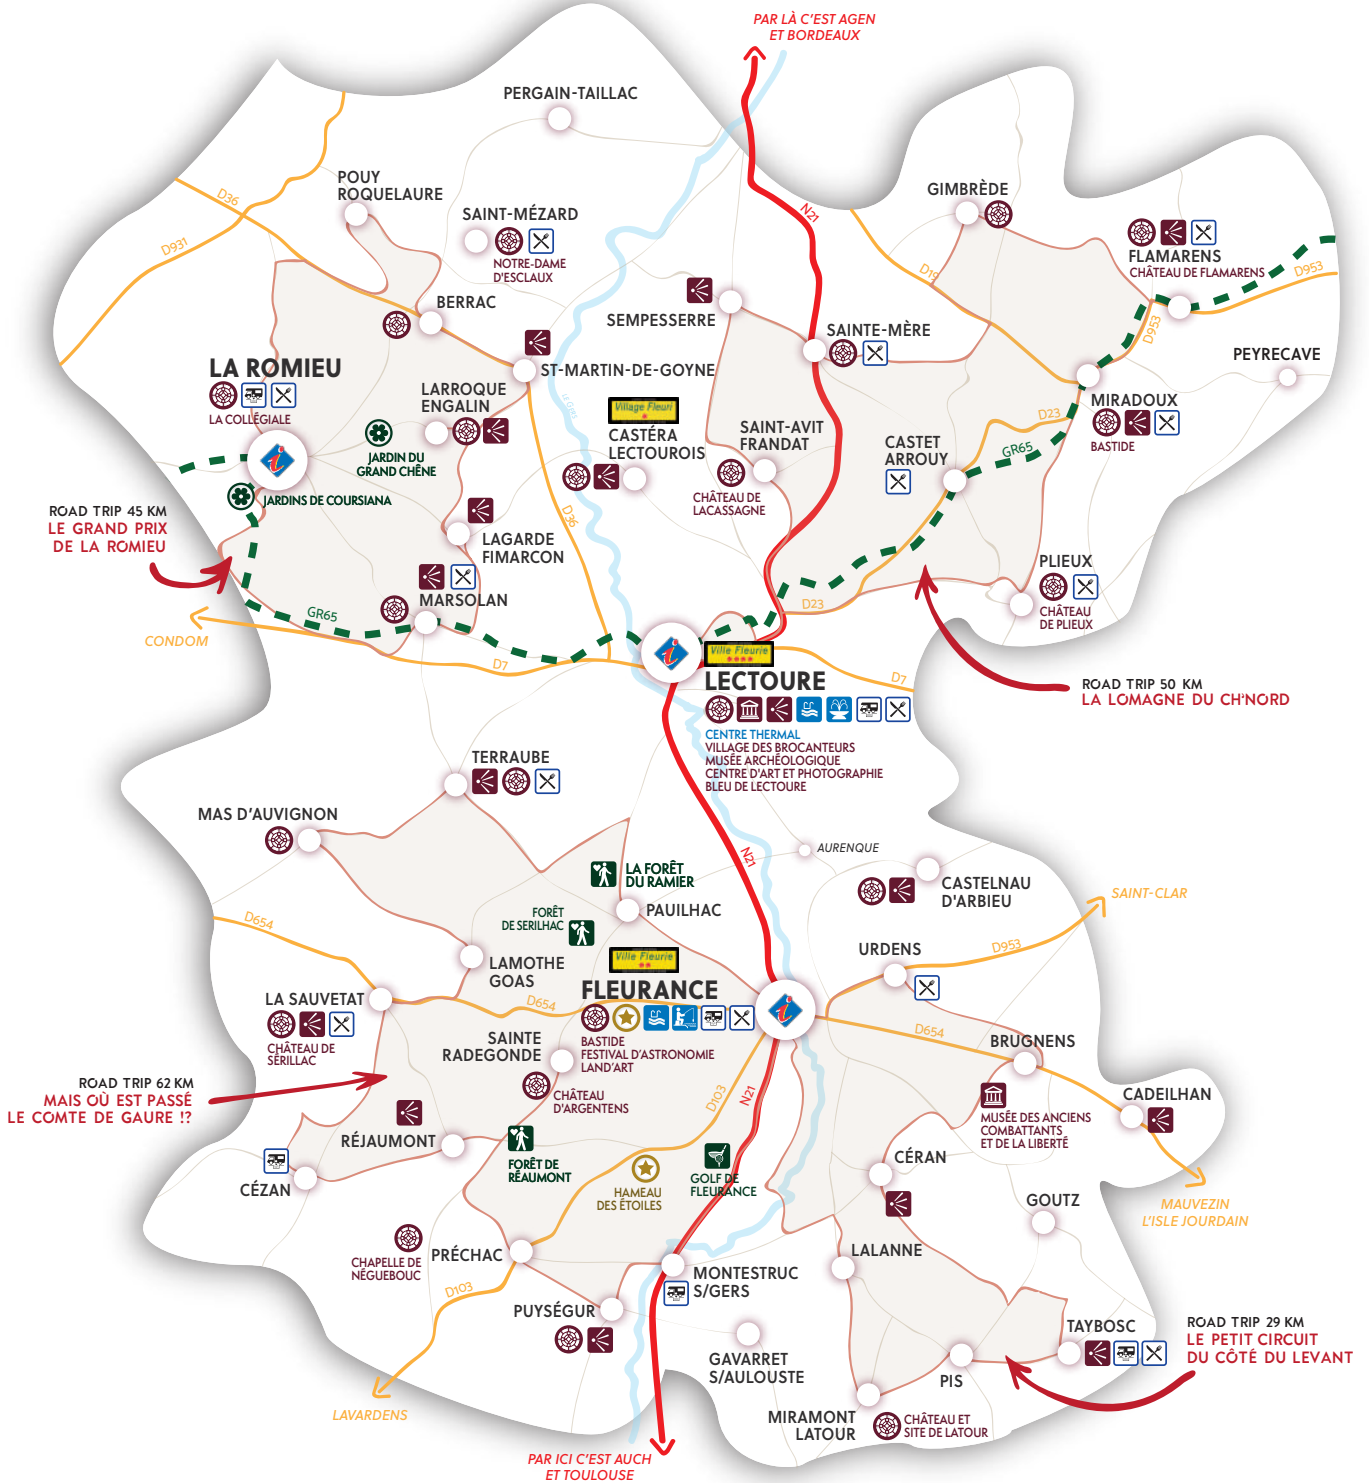 PAR LÀ C'EST AGEN
ET BORDEAUX
PERGAIN-TAILLAC
POUY
ROQUELAURE
D36
D931
SAINT-MÉZARD
NOTRE-DAME
D'ESCLAUX
N21
GIMBRÈDE
FLAMARENS
CHÂTEAU DE FLAMARENS
D953
D19
D953
BERRAC
SEMPESSERRE
SAINTE-MÈRE
PEYRECAVE
LA ROMIEU
LA COLLÉGIALE
ST-MARTIN-DE-GOYNE
LE GERS
LARROQUE
ENGALIN
Village Fleuri
CASTÉRA
LECTOUROIS
SAINT-AVIT
FRANDAT
CHÂTEAU DE
LACASSAGNE
CASTET
ARROUY
D23
GR65
MIRADOUX
BASTIDE
JARDIN DU
GRAND CHÊNE
JARDINS DE COURSIANA
ROAD TRIP 45 KM
LE GRAND PRIX
DE LA ROMIEU
D36
LAGARDE
FIMARCON
MARSOLAN
GR65
CONDOM
D7
PLIEUX
CHÂTEAU
DE PLIEUX
D23
Ville Fleurie
LECTOURE
CENTRE THERMAL
VILLAGE DES BROCANTEURS
MUSÉE ARCHÉOLOGIQUE
CENTRE D'ART ET PHOTOGRAPHIE
BLEU DE LECTOURE
D7
ROAD TRIP 50 KM
LA LOMAGNE DU CH'NORD
TERRAUBE
MAS D'AUVIGNON
N21
AURENQUE
LA FORÊT
DU RAMIER
PAUILHAC
FORÊT
DE SERILHAC
CASTELNAU
D'ARBIEU
SAINT-CLAR
D654
LAMOTHE
GOAS
URDENS
D953
Ville Fleurie
FLEURANCE
BASTIDE
FESTIVAL D'ASTRONOMIE
LAND'ART
LA SAUVETAT
CHÂTEAU DE
SÉRILLAC
D654
SAINTE
RADEGONDE
CHÂTEAU
D'ARGENTENS
D654
BRUGNENS
MUSÉE DES ANCIENS
COMBATTANTS
ET DE LA LIBERTÉ
CADEILHAN
ROAD TRIP 62 KM
MAIS OÙ EST PASSÉ
LE COMTE DE GAURE !?
D103
N21
RÉJAUMONT
CÉZAN
FORÊT DE
RÉAUMONT
HAMEAU
DES ÉTOILES
GOLF DE
FLEURANCE
CÉRAN
GOUTZ
MAUVEZIN
L'ISLE JOURDAIN
CHAPELLE DE
NÉGUEBOUC
PRÉCHAC
D103
LALANNE
MONTESTRUC
S/GERS
PUYSÉGUR
GAVARRET
S/AULOUSTE
TAYBOSC
ROAD TRIP 29 KM
LE PETIT CIRCUIT
DU CÔTÉ DU LEVANT
PIS
MIRAMONT
LATOUR
CHÂTEAU ET
SITE DE LATOUR
LAVARDENS
PAR ICI C'EST AUCH
ET TOULOUSE